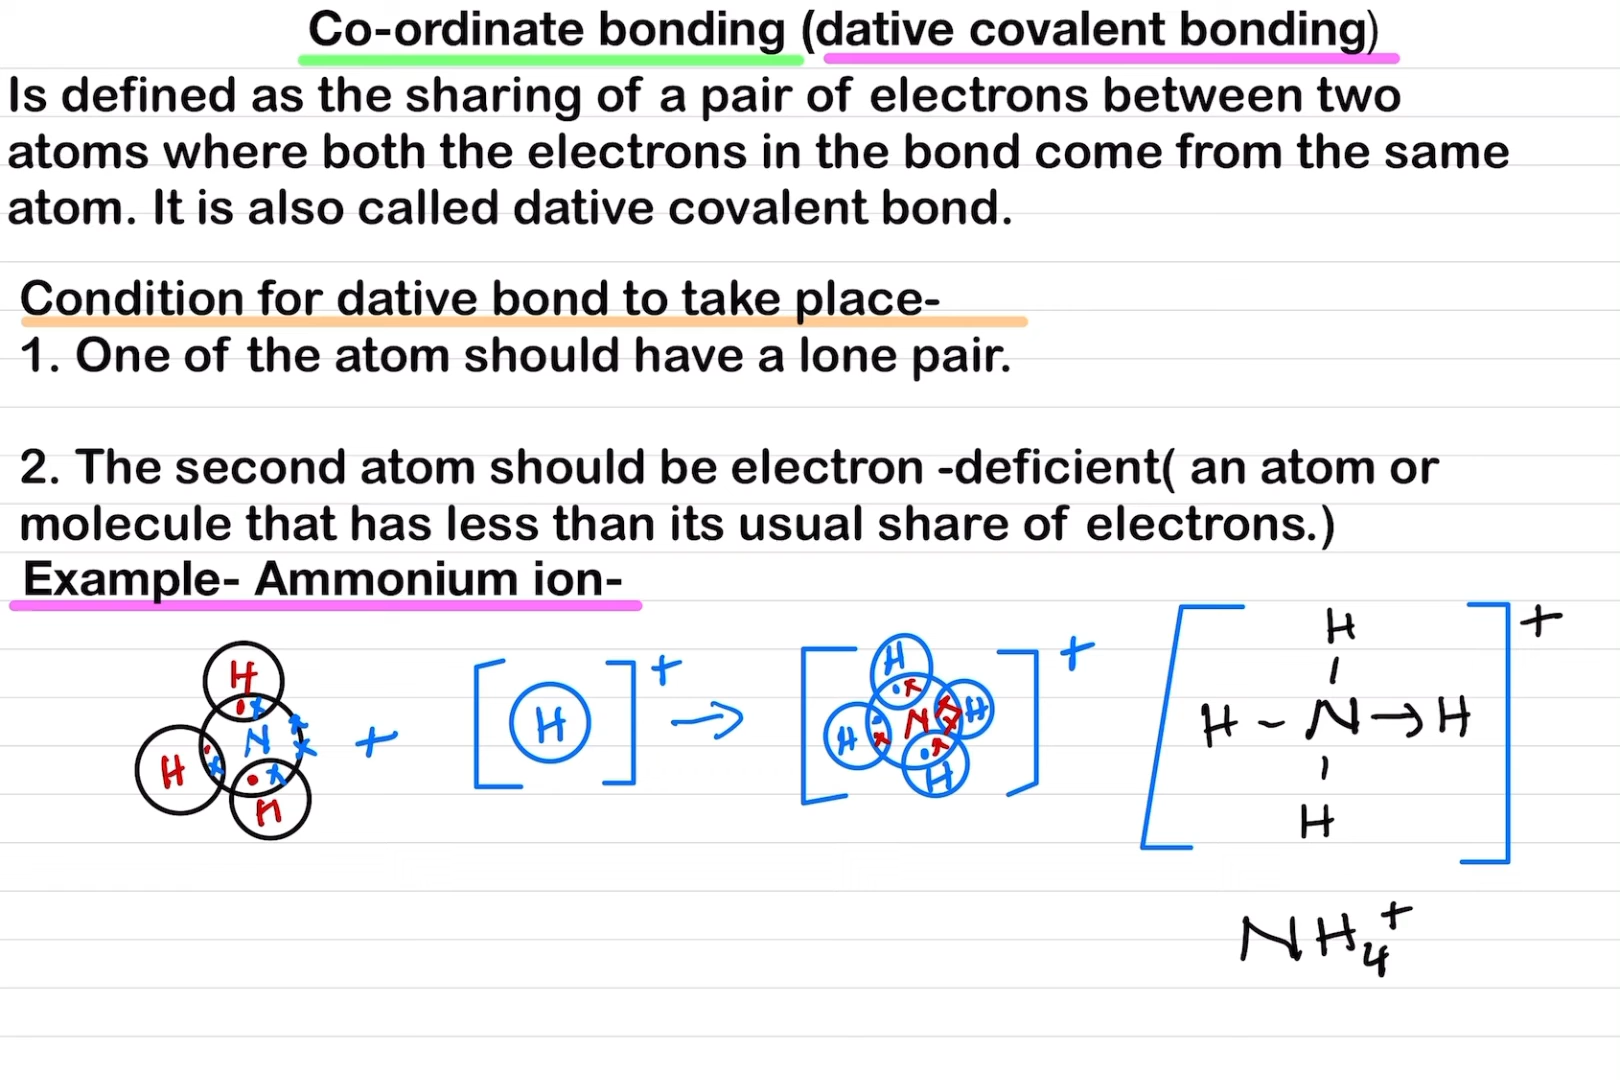 Co-ordinate bonding (dative covalent bonding)
Is defined as the sharing of a pair of electrons between two
atoms where both the electrons in the bond come from the same
atom. It is also called dative covalent bond.
Condition for dative bond to take place-
1. One of the atom should have a lone pair.
2. The second atom should be electron -deficient( an atom or
molecule that has less than its usual share of electrons.)
Example- Ammonium ion-
H
H N
H
+
[H]+
→
H
H N H
H
+
H
H - N → H
H
+
NH₄⁺